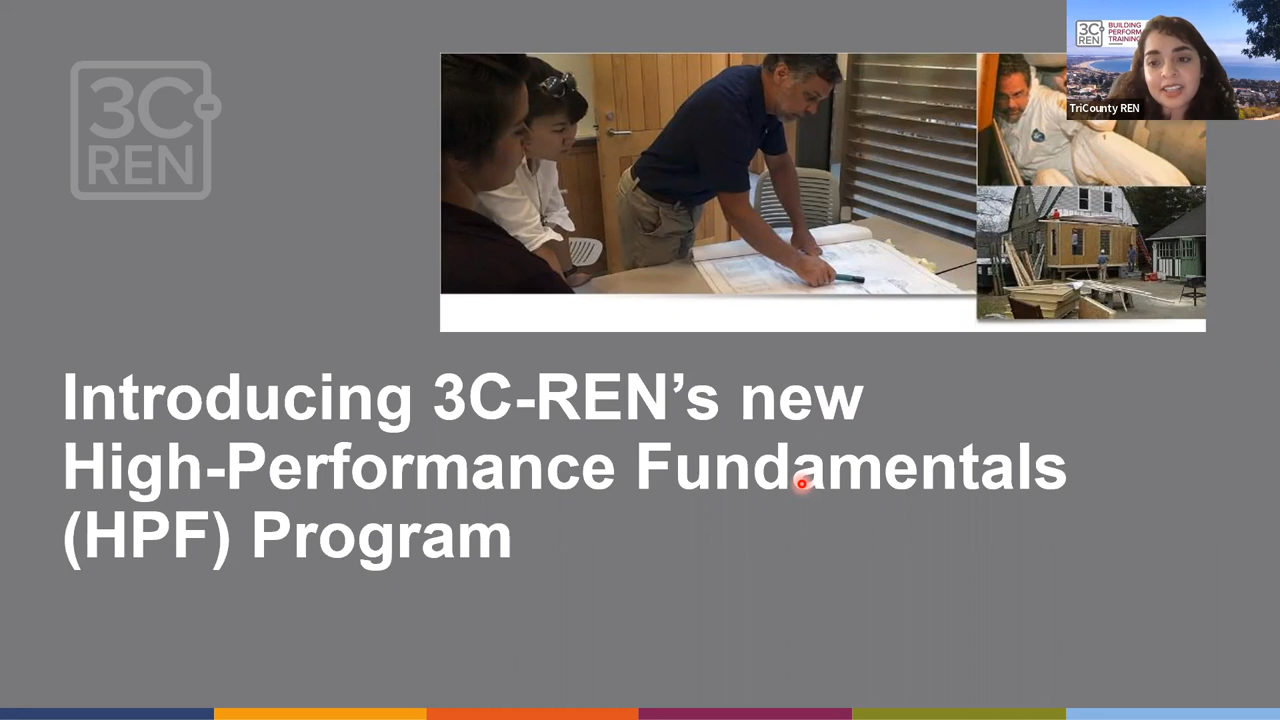 3C
REN
3C
REN
BUILDING
PERFORM
TRAINING
TriCounty REN
Introducing 3C-REN’s new
High-Performance Fundamentals
(HPF) Program